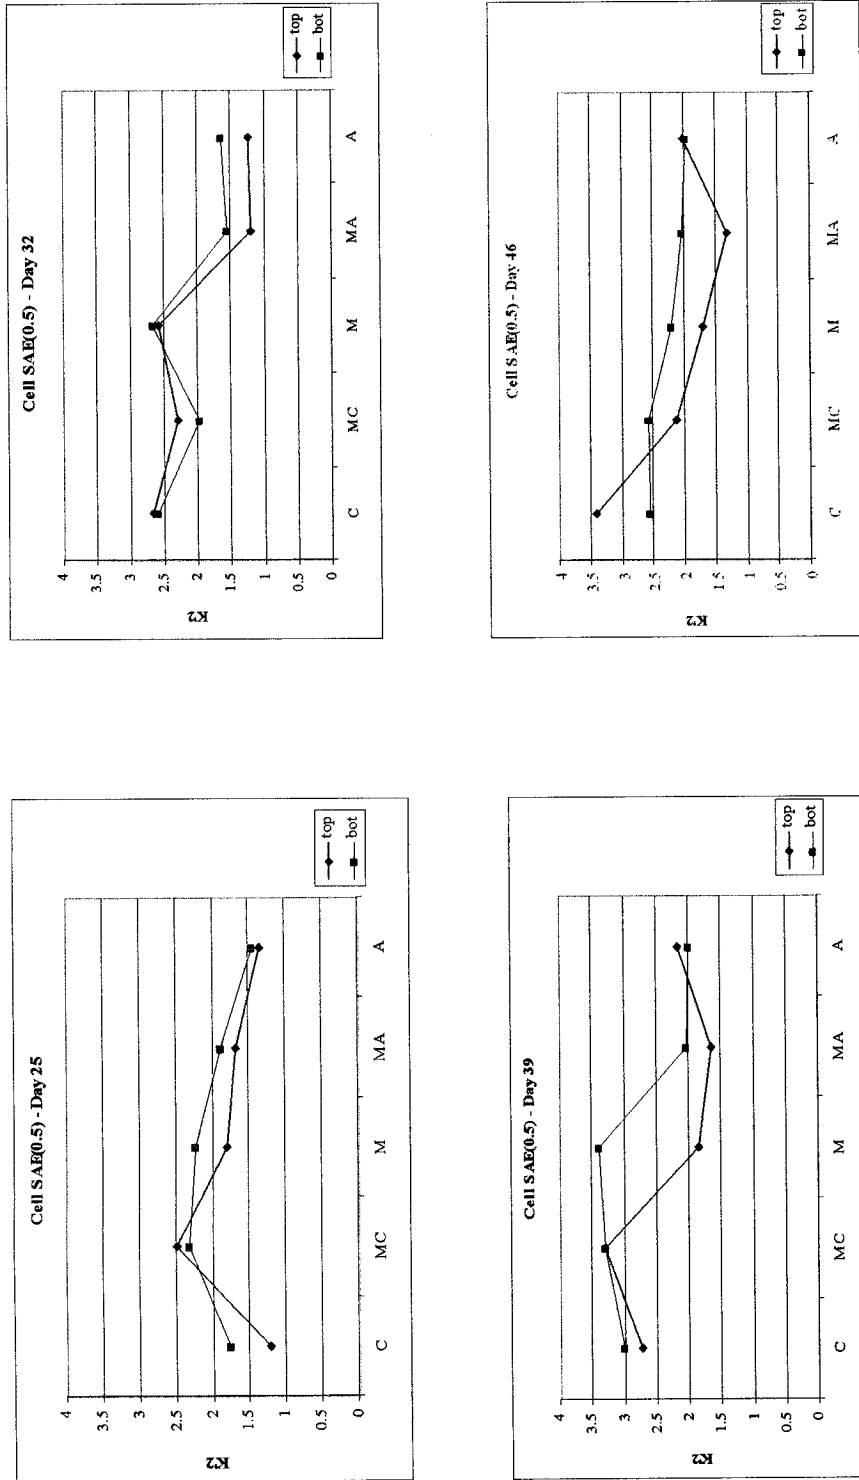 Cell SAE(0.5) - Day 25
4
3.5
3
2.5
2
1.5
1
0.5
0
K'2
C MC M MA A
top
bot
Cell SAE(0.5) - Day 32
4
3.5
3
2.5
2
1.5
1
0.5
0
K'2
C MC M MA A
top
bot
Cell SAE(0.5) - Day 39
4
3.5
3
2.5
2
1.5
1
0.5
0
K'2
C MC M MA A
top
bot
Cell SAE(0.5) - Day 46
4
3.5
3
2.5
2
1.5
1
0.5
0
K'2
C MC M MA A
top
bot